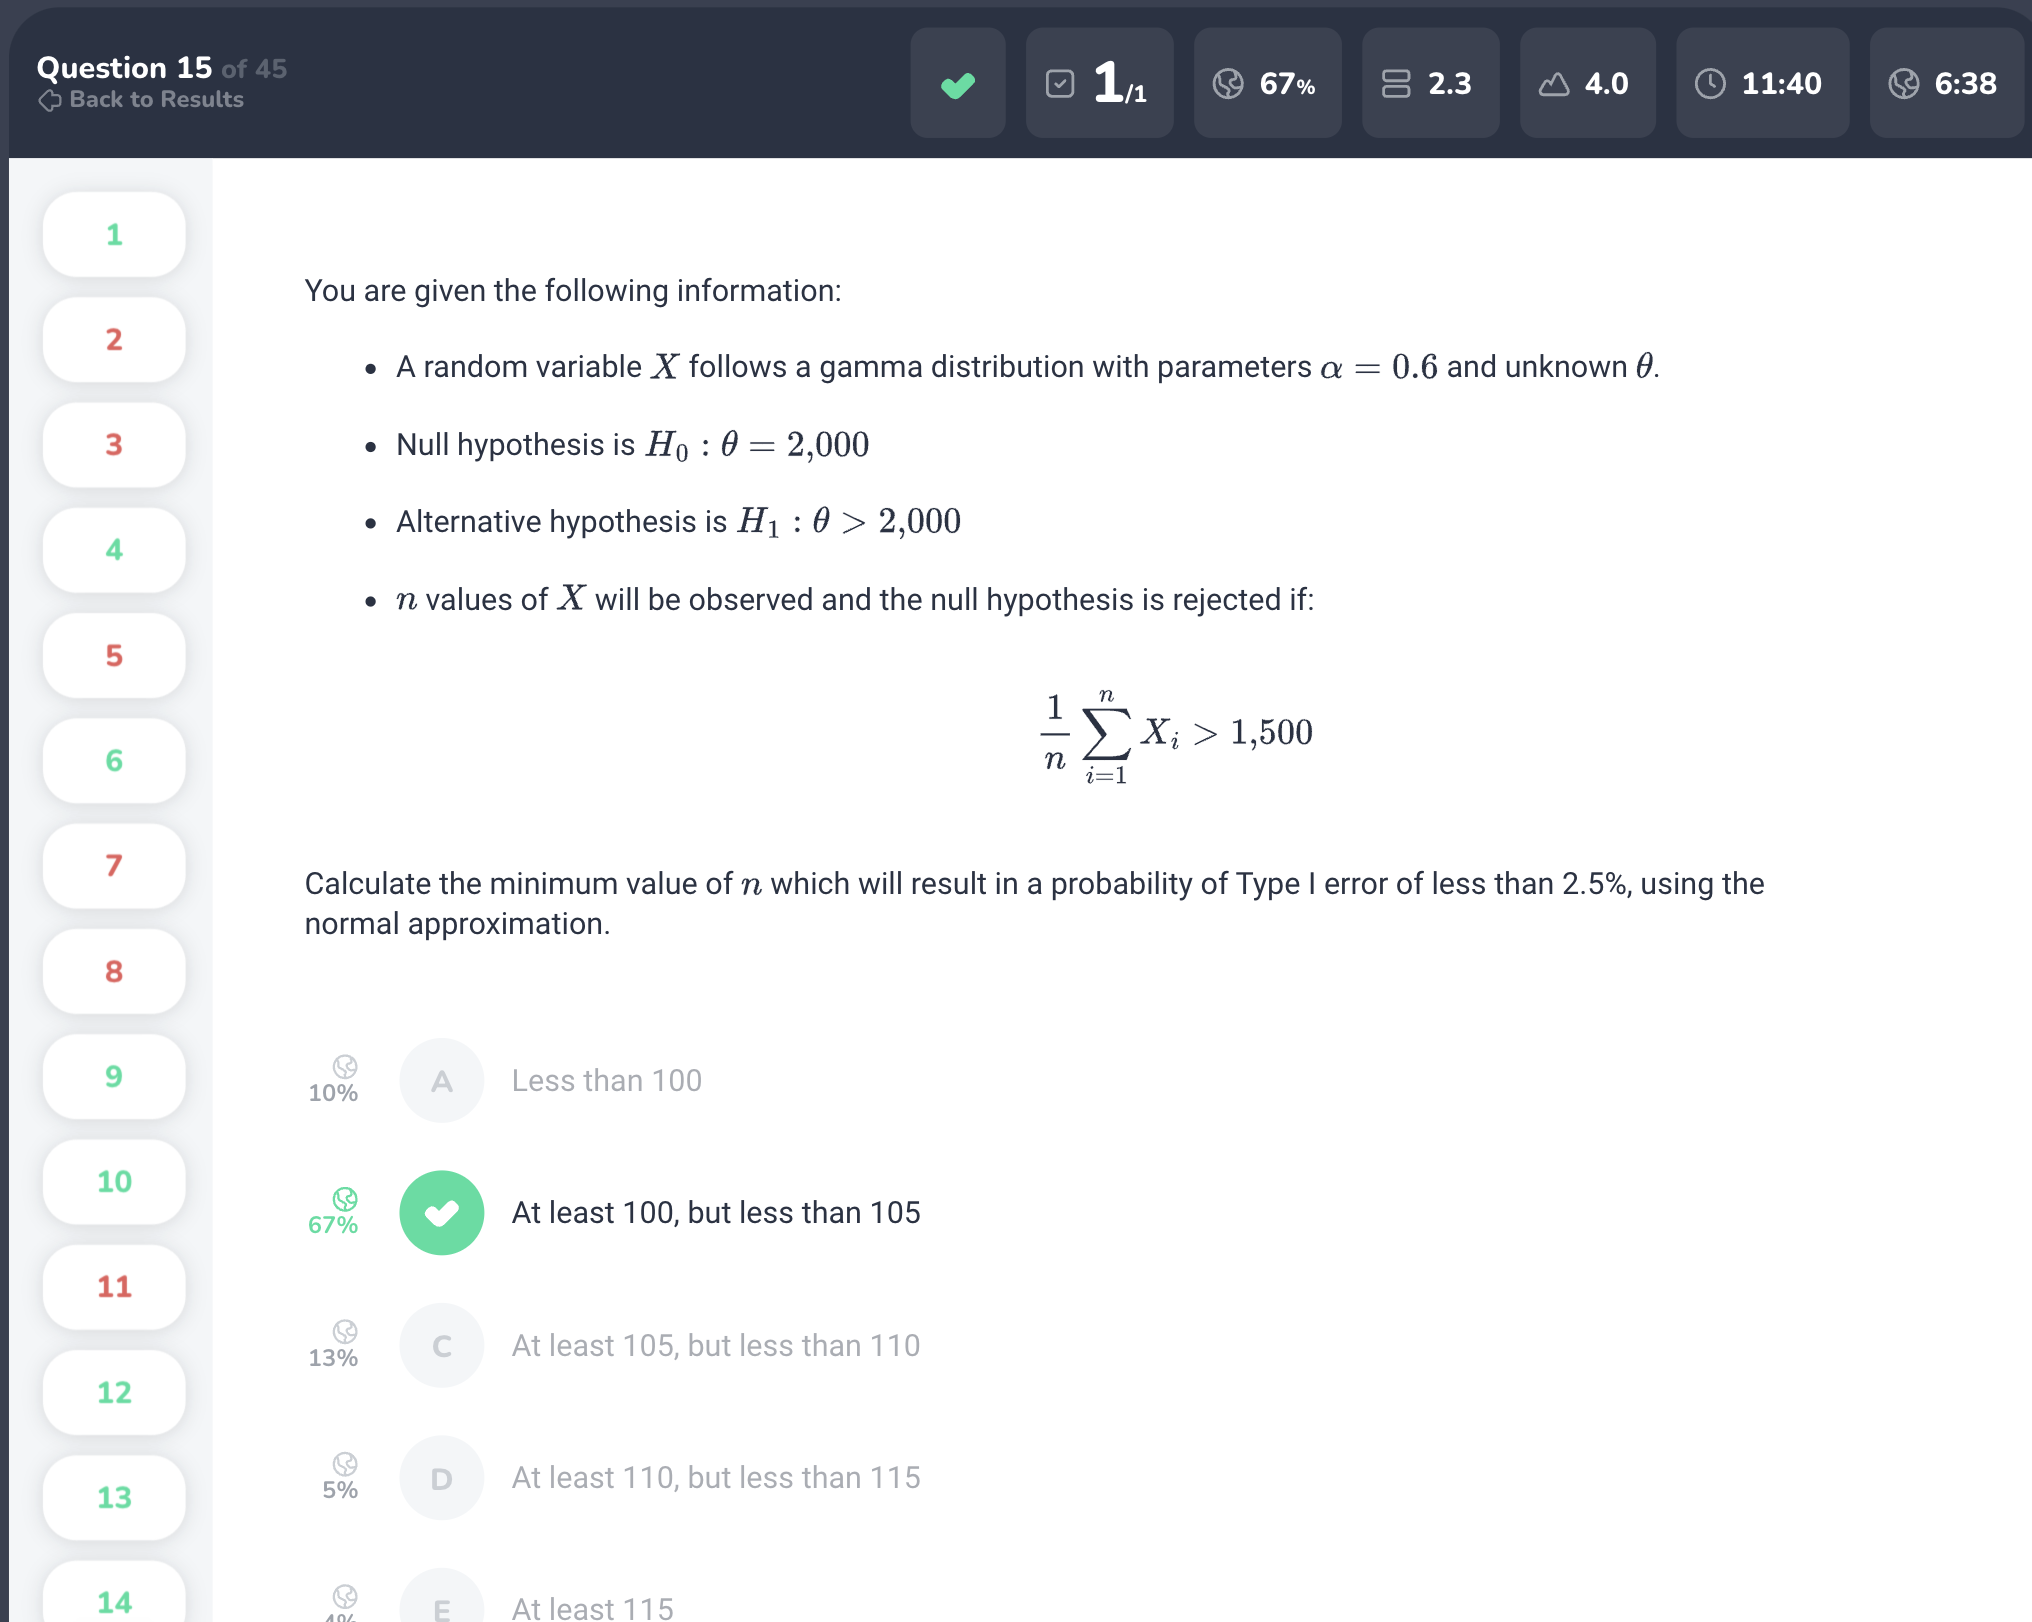 Question 15 of 45
Back to Results
1/1
67%
2.3
4.0
11:40
6:38
1
2
3
4
5
6
7
8
9
10
11
12
13
14
You are given the following information:
• A random variable X follows a gamma distribution with parameters α = 0.6 and unknown θ.
• Null hypothesis is H₀ : θ = 2,000
• Alternative hypothesis is H₁ : θ > 2,000
• n values of X will be observed and the null hypothesis is rejected if:
1/n ∑ᵢ₌₁ⁿ Xᵢ > 1,500
Calculate the minimum value of n which will result in a probability of Type I error of less than 2.5%, using the
normal approximation.
10% A Less than 100
67% At least 100, but less than 105
13% C At least 105, but less than 110
5% D At least 110, but less than 115
4% E At least 115